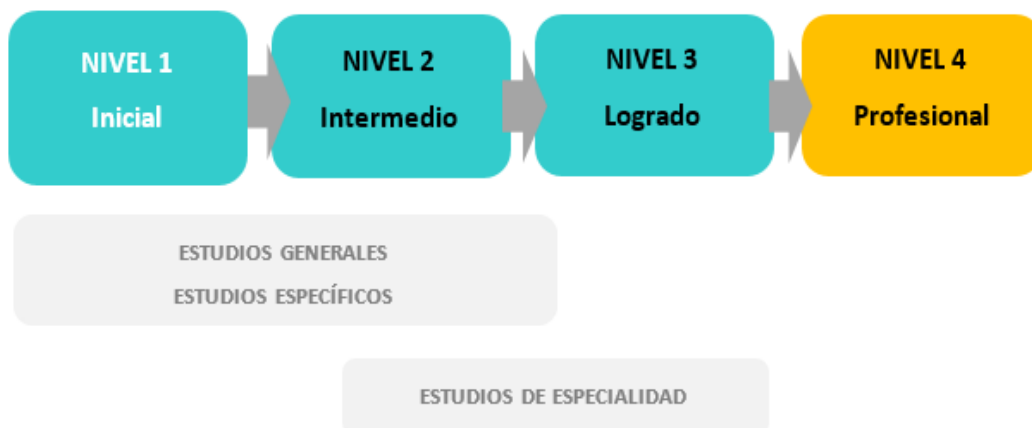 NIVEL 1
Inicial
NIVEL 2
Intermedio
NIVEL 3
Logrado
NIVEL 4
Profesional
ESTUDIOS GENERALES
ESTUDIOS ESPECÍFICOS
ESTUDIOS DE ESPECIALIDAD